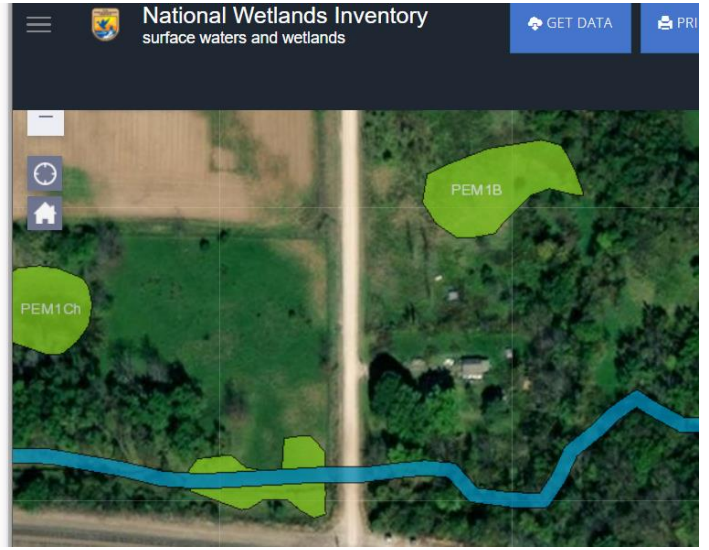 National Wetlands Inventory
surface waters and wetlands
GET DATA
PRI
PEM1B
PEM1Ch